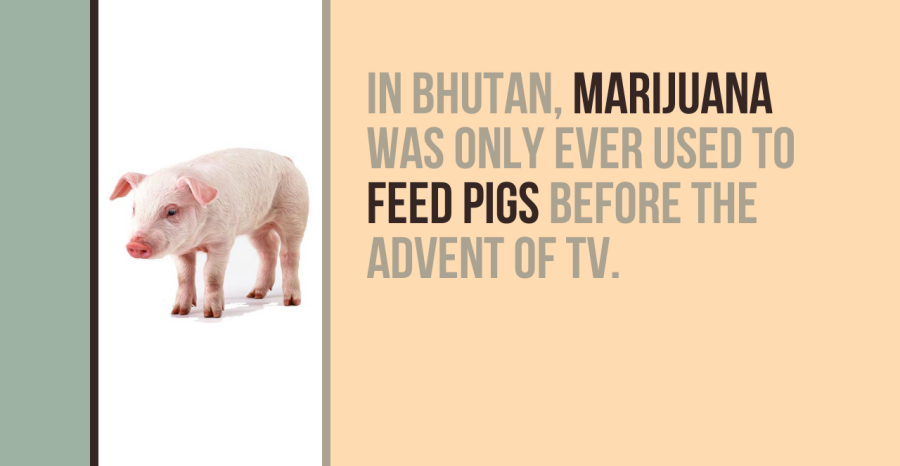 IN BHUTAN, MARIJUANA
WAS ONLY EVER USED TO
FEED PIGS BEFORE THE
ADVENT OF TV.